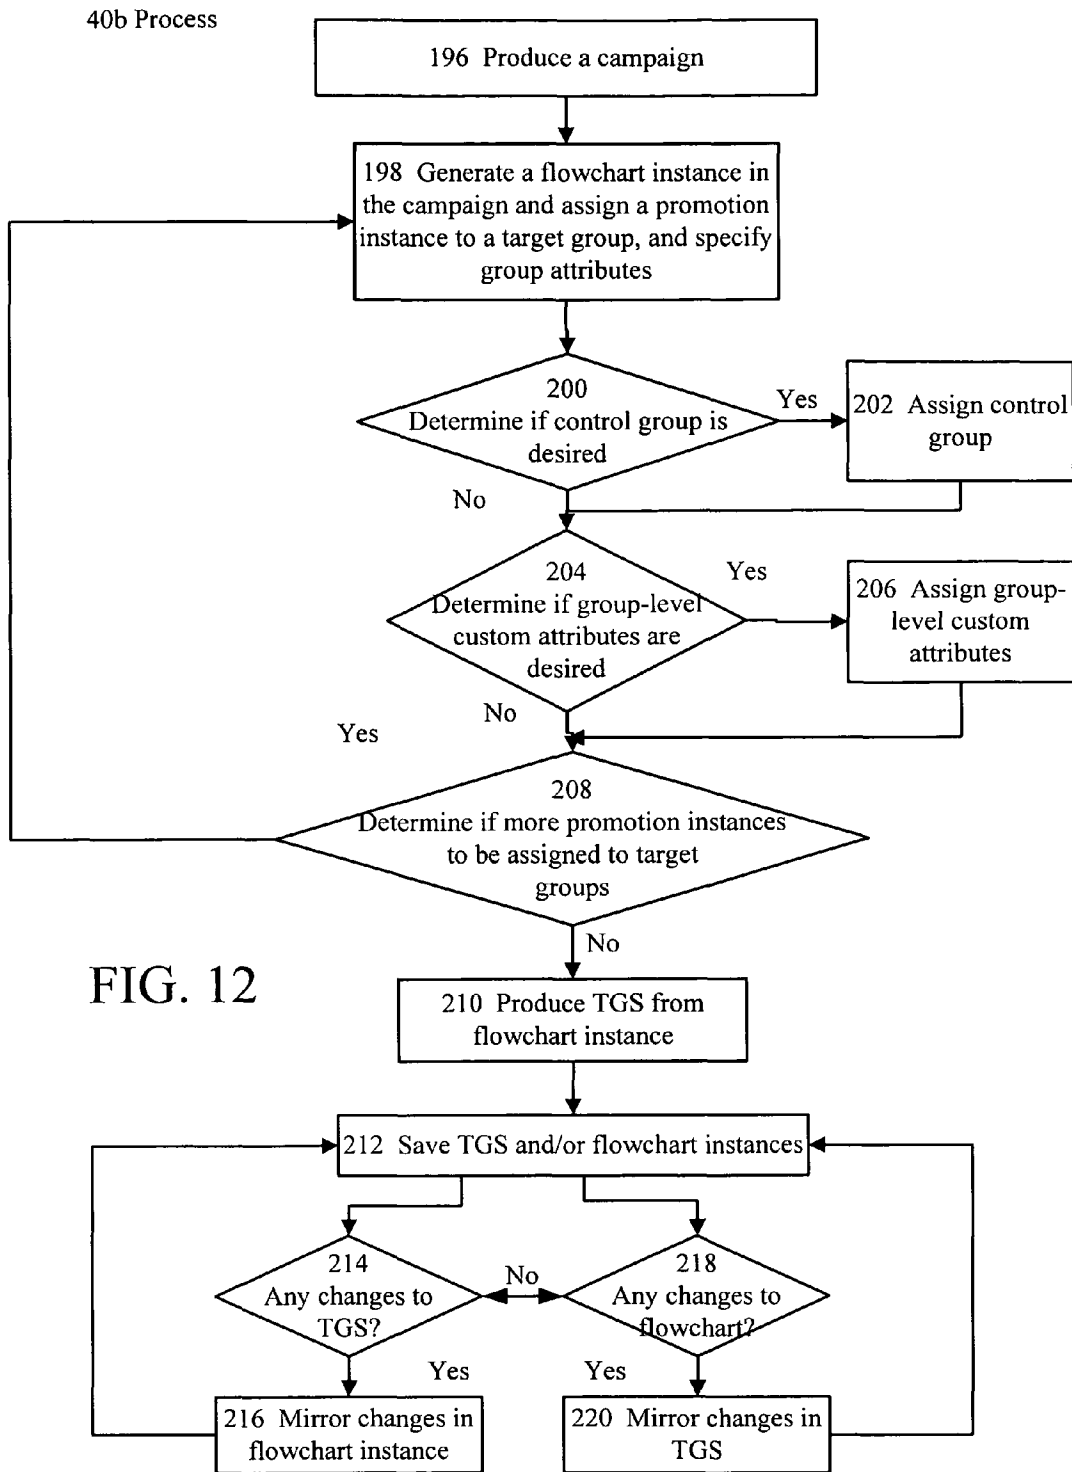 40b Process
196 Produce a campaign
198 Generate a flowchart instance in
the campaign and assign a promotion
instance to a target group, and specify
group attributes
200
Determine if control group is
desired
Yes
202 Assign control
group
No
204
Determine if group-level
custom attributes are
desired
Yes
206 Assign group-
level custom
attributes
No
Yes
208
Determine if more promotion instances
to be assigned to target
groups
No
FIG. 12
210 Produce TGS from
flowchart instance
212 Save TGS and/or flowchart instances
214
Any changes to
TGS?
No
218
Any changes to
flowchart?
Yes
Yes
216 Mirror changes in
flowchart instance
220 Mirror changes in
TGS